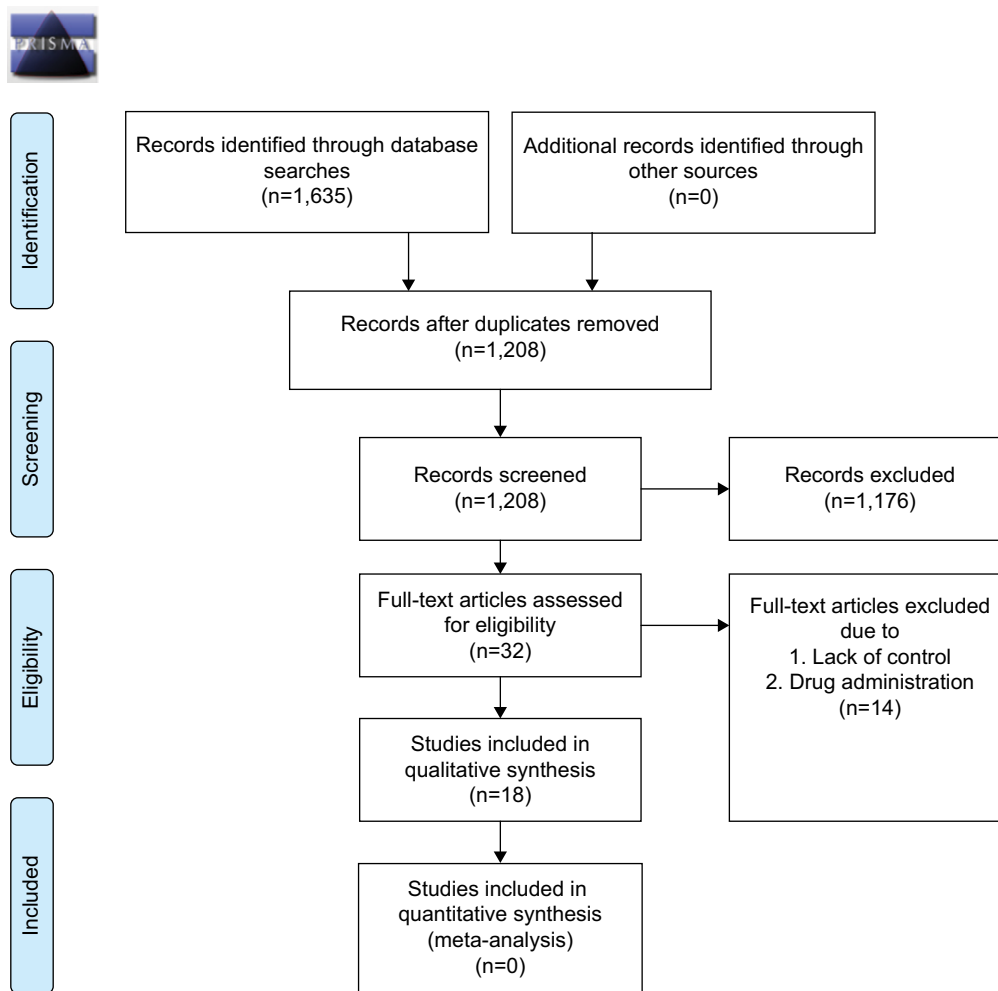 PRISMA
Identification
Records identified through database
searches
(n=1,635)
Additional records identified through
other sources
(n=0)
Records after duplicates removed
(n=1,208)
Screening
Records screened
(n=1,208)
Records excluded
(n=1,176)
Eligibility
Full-text articles assessed
for eligibility
(n=32)
Full-text articles excluded
due to
1. Lack of control
2. Drug administration
(n=14)
Studies included in
qualitative synthesis
(n=18)
Included
Studies included in
quantitative synthesis
(meta-analysis)
(n=0)